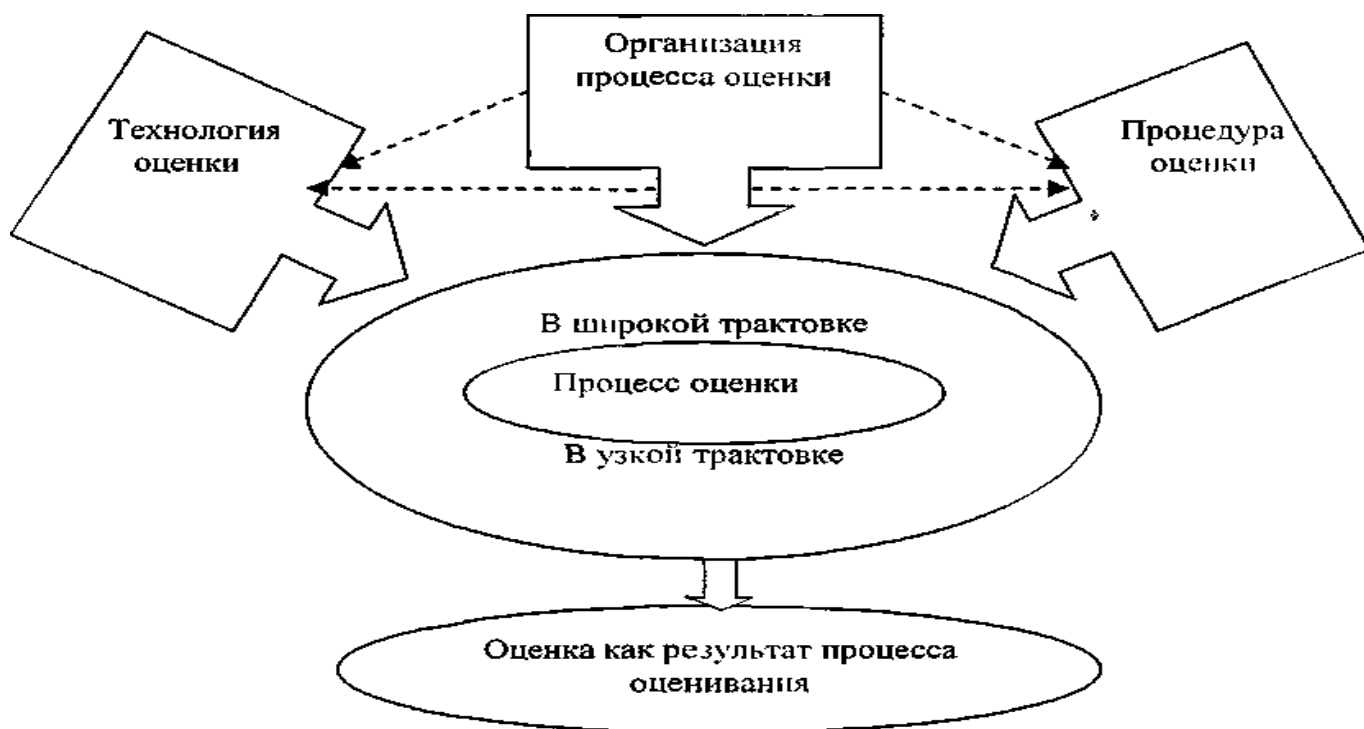 Организация
процесса оценки
Технология
оценки
Процедура
оценки
В широкой трактовке
Процесс оценки
В узкой трактовке
Оценка как результат процесса
оценивания